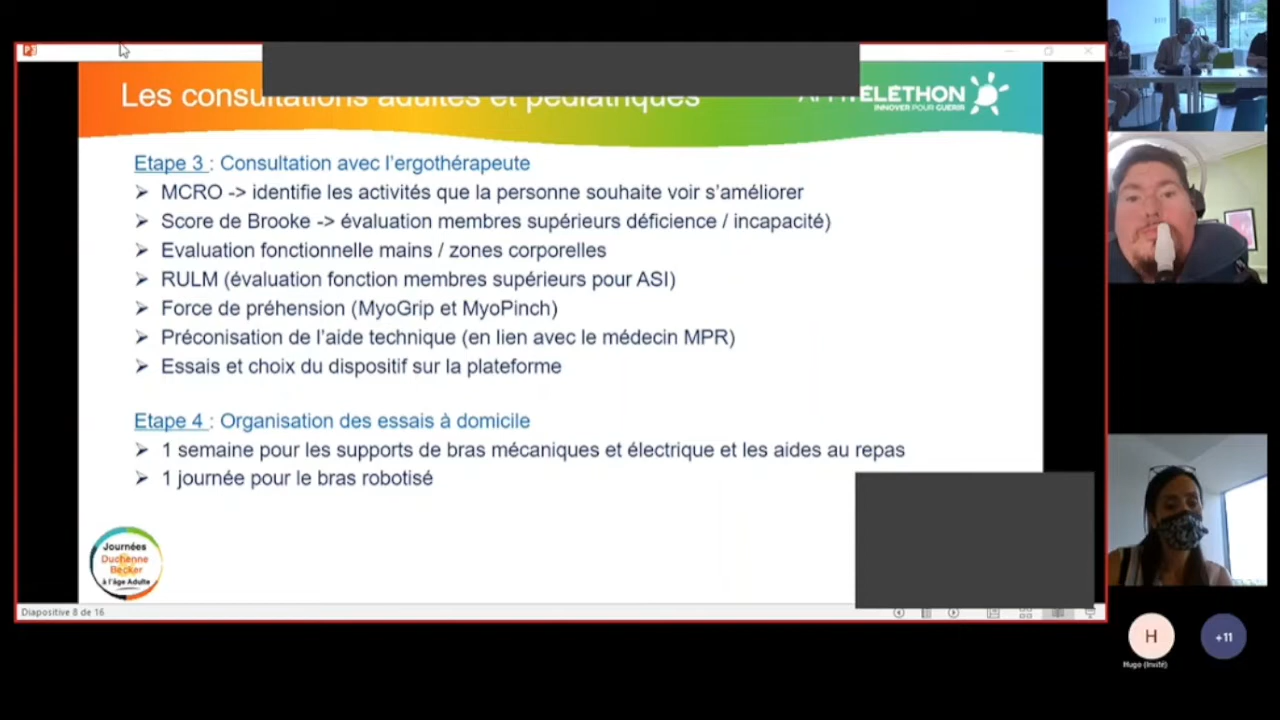 Les consultations adultes et pédiatriques
TÉLÉTHON
INNOVER POUR GUÉRIR
Etape 3 : Consultation avec l'ergothérapeute
➢ MCRO -> identifie les activités que la personne souhaite voir s'améliorer
➢ Score de Brooke -> évaluation membres supérieurs déficience / incapacité)
➢ Evaluation fonctionnelle mains / zones corporelles
➢ RULM (évaluation fonction membres supérieurs pour ASI)
➢ Force de préhension (MyoGrip et MyoPinch)
➢ Préconisation de l'aide technique (en lien avec le médecin MPR)
➢ Essais et choix du dispositif sur la plateforme
Etape 4 : Organisation des essais à domicile
➢ 1 semaine pour les supports de bras mécaniques et électrique et les aides au repas
➢ 1 journée pour le bras robotisé
Journées
Duchenne
Becker
à l'âge Adulte
Diapositive 8 de 16
H
+11
Hugo (Invité)